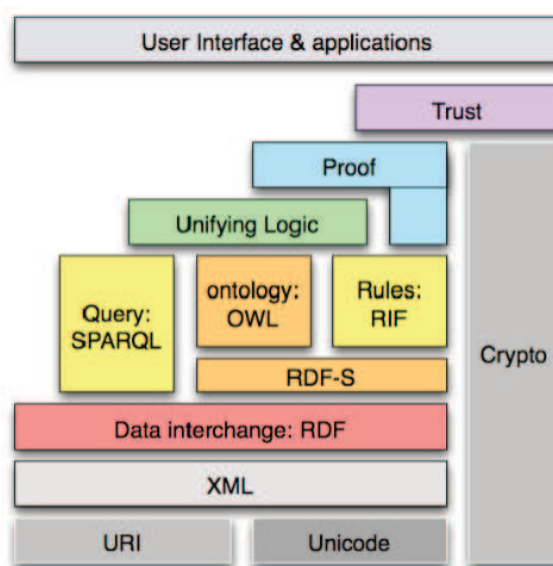 User Interface & applications
Trust
Proof
Unifying Logic
Query:
SPARQL
ontology:
OWL
Rules:
RIF
Crypto
RDF-S
Data interchange: RDF
XML
URI
Unicode